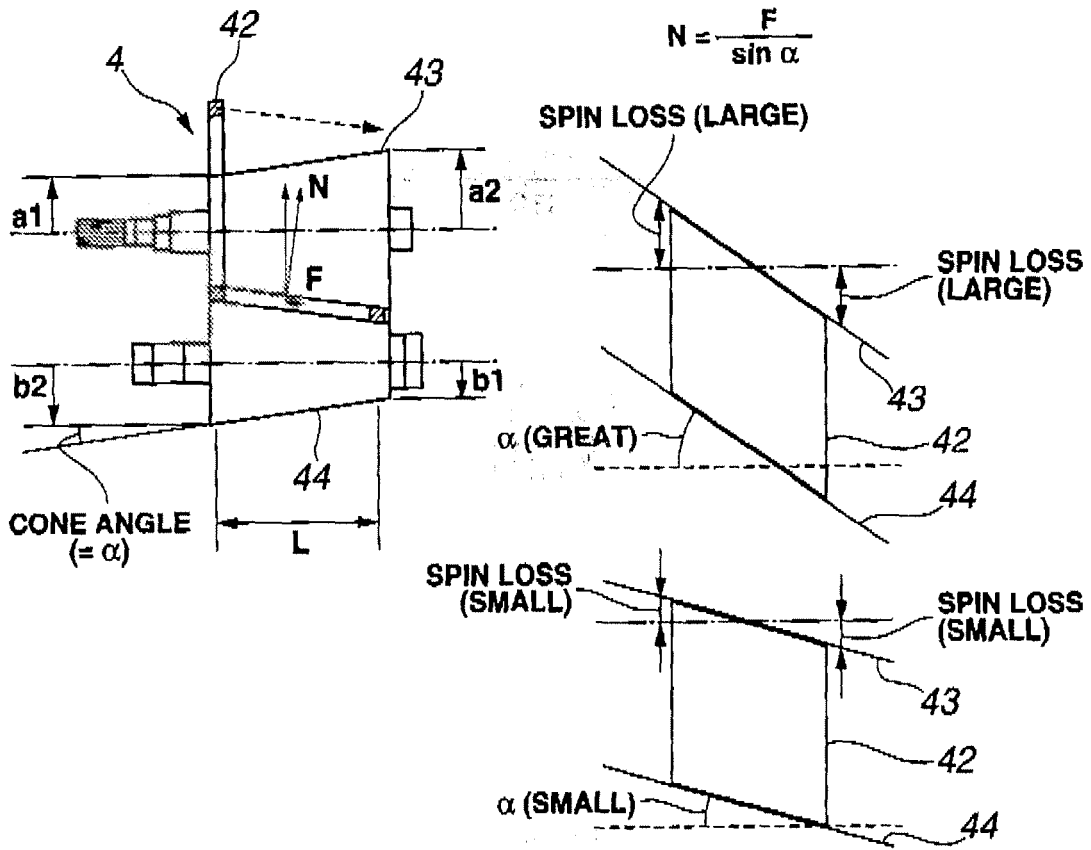 42
N = F / sin α
4
43
SPIN LOSS (LARGE)
N
a1
a2
F
SPIN LOSS
(LARGE)
b2
b1
43
α (GREAT)
42
44
44
CONE ANGLE
(= α)
L
SPIN LOSS
(SMALL)
SPIN LOSS
(SMALL)
43
42
α (SMALL)
44